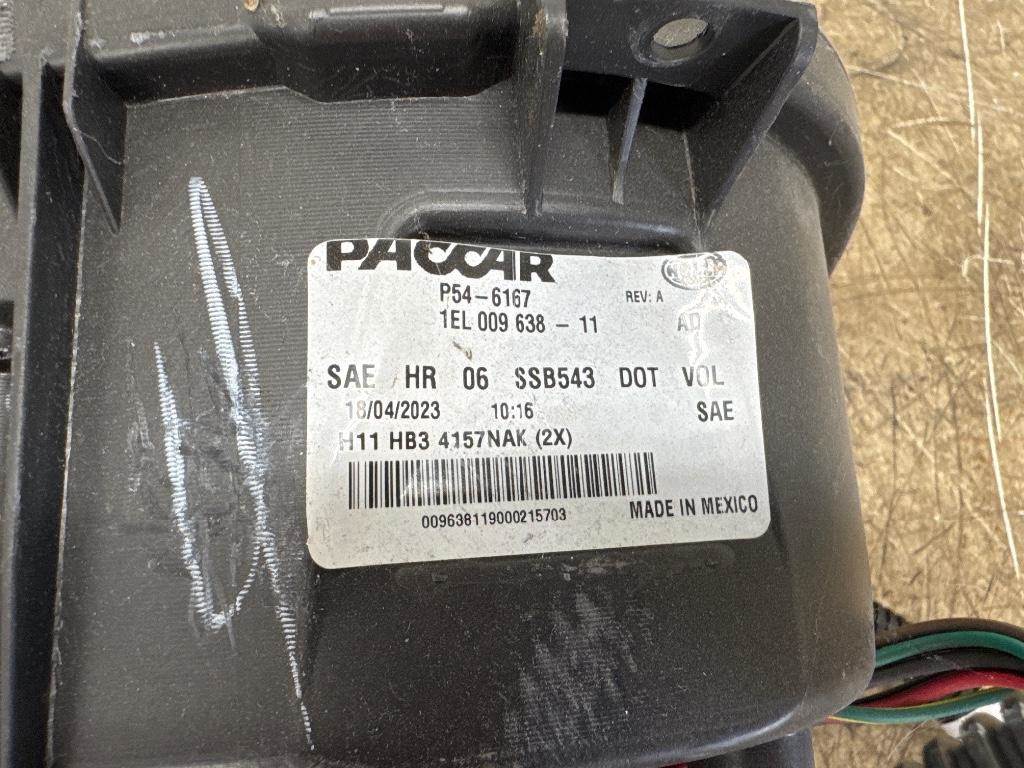 PACCAR
HELLA
P54-6167 REV: A
1EL 009 638 - 11
SAE HR 06 SSB543 DOT VOL
18/04/2023 10:16 SAE
H11 HB3 4157NAK (2X)
009638119000215703
MADE IN MEXICO